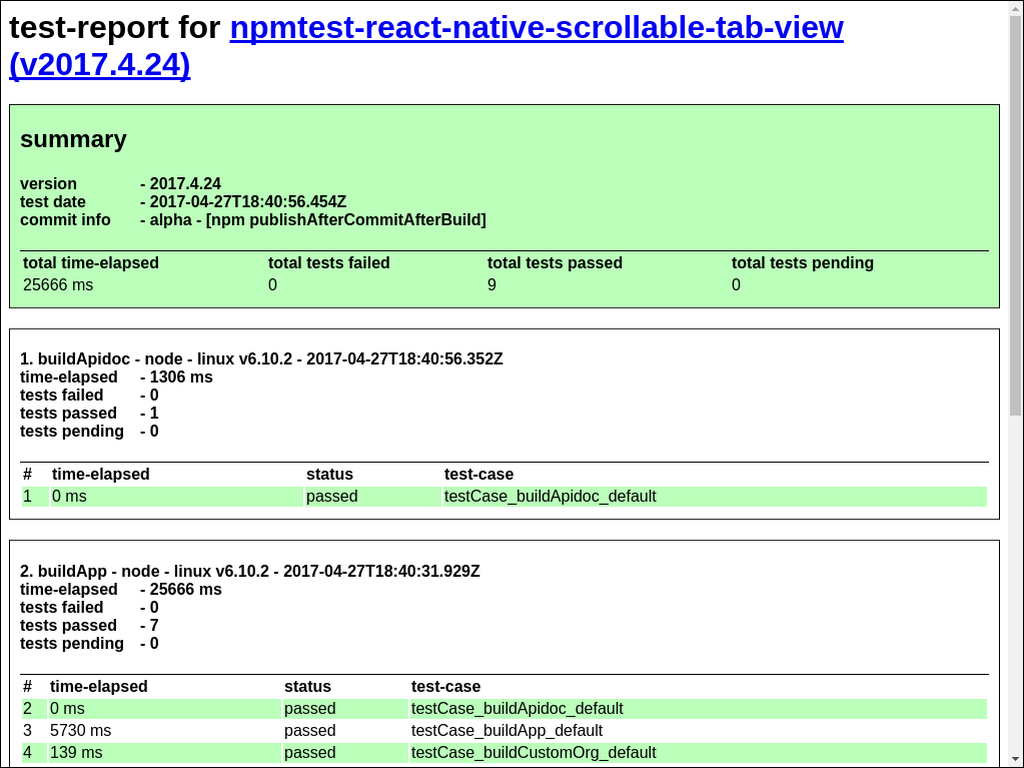 test-report for npmtest-react-native-scrollable-tab-view
(v2017.4.24)
summary
version - 2017.4.24
test date - 2017-04-27T18:40:56.454Z
commit info - alpha - [npm publishAfterCommitAfterBuild]
total time-elapsed total tests failed total tests passed total tests pending
25666 ms 0 9 0
1. buildApidoc - node - linux v6.10.2 - 2017-04-27T18:40:56.352Z
time-elapsed - 1306 ms
tests failed - 0
tests passed - 1
tests pending - 0
# time-elapsed status test-case
1 0 ms passed testCase_buildApidoc_default
2. buildApp - node - linux v6.10.2 - 2017-04-27T18:40:31.929Z
time-elapsed - 25666 ms
tests failed - 0
tests passed - 7
tests pending - 0
# time-elapsed status test-case
2 0 ms passed testCase_buildApidoc_default
3 5730 ms passed testCase_buildApp_default
4 139 ms passed testCase_buildCustomOrg_default